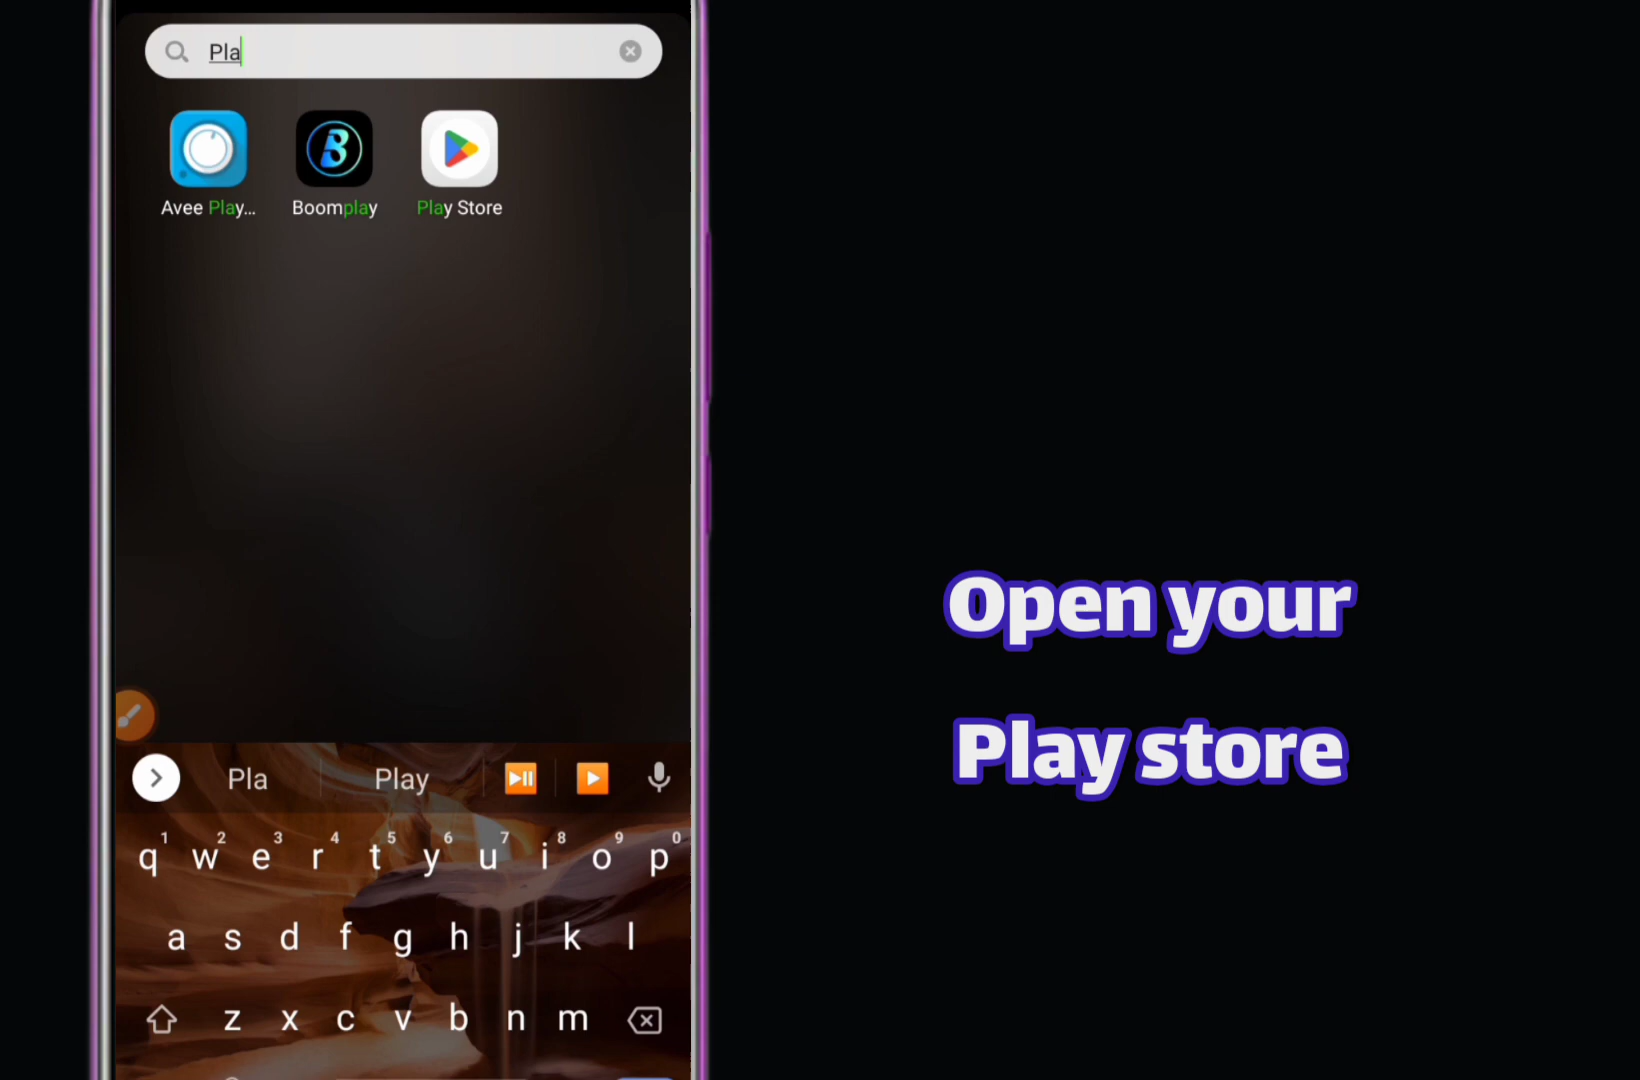 Pla
Avee Play... Boomplay Play Store
Open your
Play store
Pla Play
1 2 3 4 5 6 7 8 9 0
q w e r t y u i o p
a s d f g h j k l
z x c v b n m